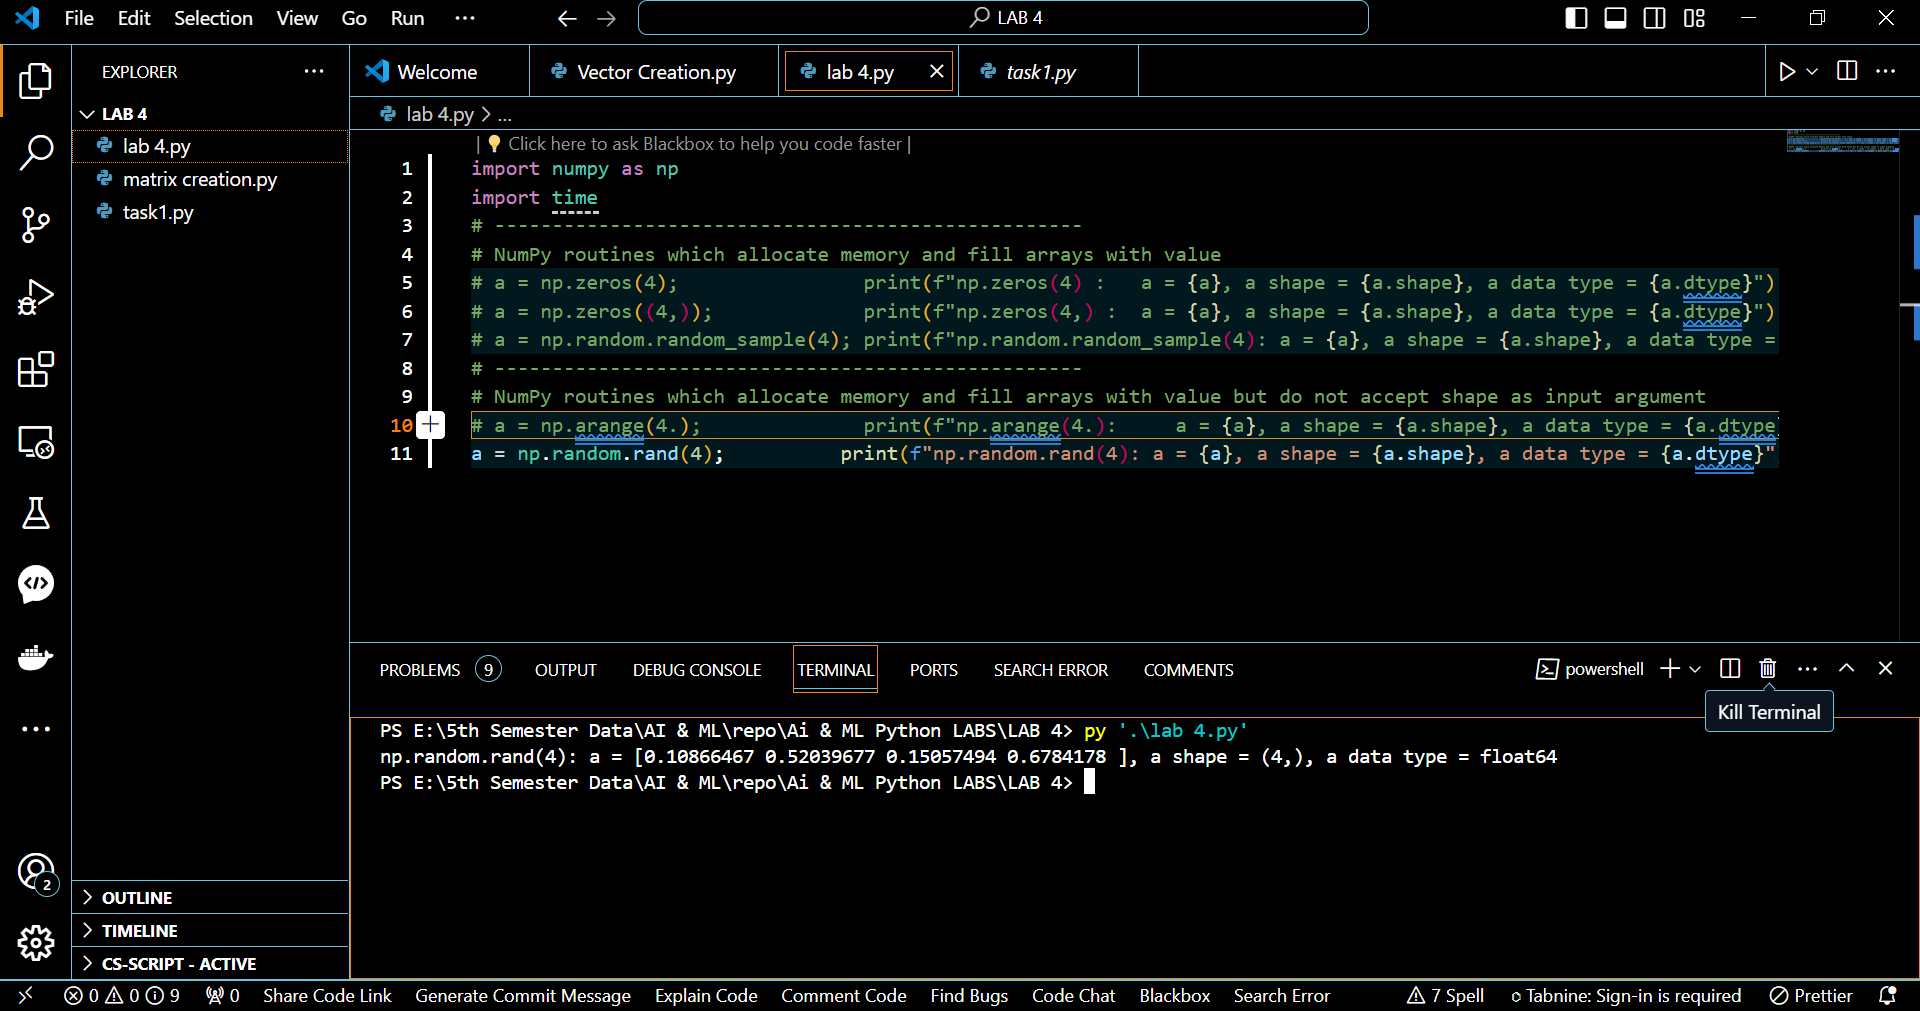 File Edit Selection View Go Run ··· LAB 4
EXPLORER ···
LAB 4
lab 4.py
matrix creation.py
task1.py
OUTLINE
TIMELINE
CS-SCRIPT - ACTIVE
2
Welcome Vector Creation.py lab 4.py task1.py
lab 4.py > ...
| 💡 Click here to ask Blackbox to help you code faster |
1 import numpy as np
2 import time
3 # ---------------------------------------------------
4 # NumPy routines which allocate memory and fill arrays with value
5 # a = np.zeros(4);                print(f"np.zeros(4) :   a = {a}, a shape = {a.shape}, a data type = {a.dtype}")
6 # a = np.zeros((4,));             print(f"np.zeros(4,) :  a = {a}, a shape = {a.shape}, a data type = {a.dtype}")
7 # a = np.random.random_sample(4); print(f"np.random.random_sample(4): a = {a}, a shape = {a.shape}, a data type =
8 # ---------------------------------------------------
9 # NumPy routines which allocate memory and fill arrays with value but do not accept shape as input argument
10 # a = np.arange(4.);              print(f"np.arange(4.):     a = {a}, a shape = {a.shape}, a data type = {a.dtype
11 a = np.random.rand(4);          print(f"np.random.rand(4): a = {a}, a shape = {a.shape}, a data type = {a.dtype}"
PROBLEMS 9 OUTPUT DEBUG CONSOLE TERMINAL PORTS SEARCH ERROR COMMENTS powershell
Kill Terminal
PS E:\5th Semester Data\AI & ML\repo\Ai & ML Python LABS\LAB 4> py '.\lab 4.py'
np.random.rand(4): a = [0.10866467 0.52039677 0.15057494 0.6784178 ], a shape = (4,), a data type = float64
PS E:\5th Semester Data\AI & ML\repo\Ai & ML Python LABS\LAB 4>
0 0 9 0 Share Code Link Generate Commit Message Explain Code Comment Code Find Bugs Code Chat Blackbox Search Error 7 Spell Tabnine: Sign-in is required Prettier